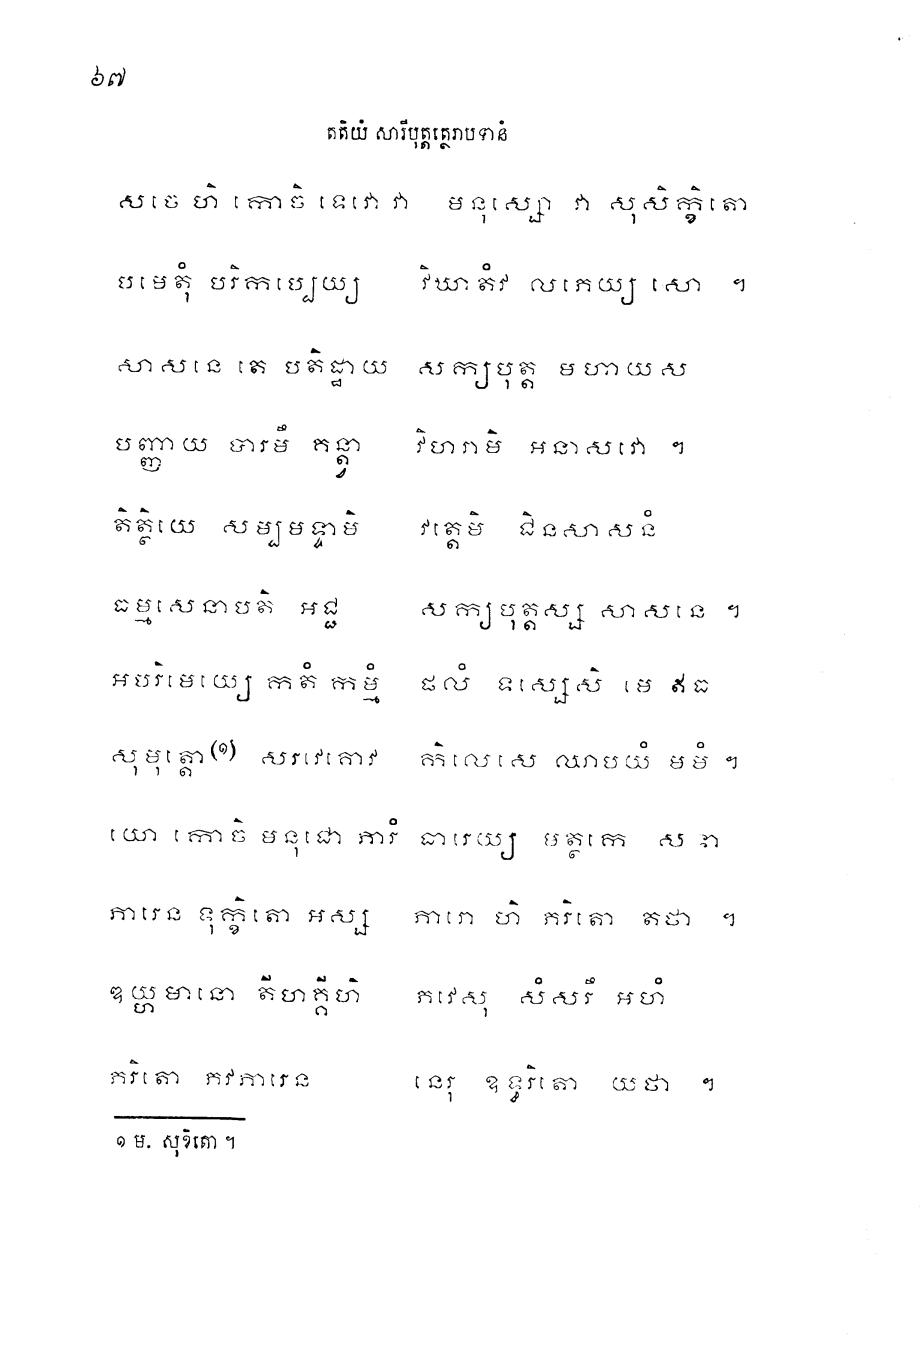 ៦៧
តតិយំ សារីបុត្តត្ថេរាបទានំ
សចេ ហិ កោចិ ទេវោ វា មនុស្សោ វា សុសិក្ខិតោ
បមេតុំ បរិកប្បេយ្យ វិឃាតំវ លភេយ្យ សោ ។
សាសនេ តេ បតិដ្ឋាយ សក្យបុត្ត មហាយស
បញ្ញាយ បារមឹ គន្ត្វា វិហរាមិ អនាសវោ ។
តិត្ថិយេ សម្បមទ្ទាមិ វត្តេមិ ជិនសាសនំ
ធម្មសេនាបតិ អជ្ជ សក្យបុត្តស្ស សាសនេ ។
អបរិមេយ្យេ កតំ កម្មំ ផលំ ទស្សេសិ មេ ឥធ
សុមុត្តោ(១) សរវេគោវ កិលេសេ ឈាបយំ មមំ ។
យោ កោចិ មនុជោ ភារំ ធារេយ្យ មត្ថកេ សទា
ភារេន ទុក្ខិតោ អស្ស ភារោ ហិ ភរិតោ តថា ។
ឌយ្ហមានោ តីហគ្គីហិ ភវេសុ សំសរឹ អហំ
ភរិតោ ភវភារេន នេរុ ឧទ្ធរិតោ យថា ។
១ ម. សុខិតោ ។